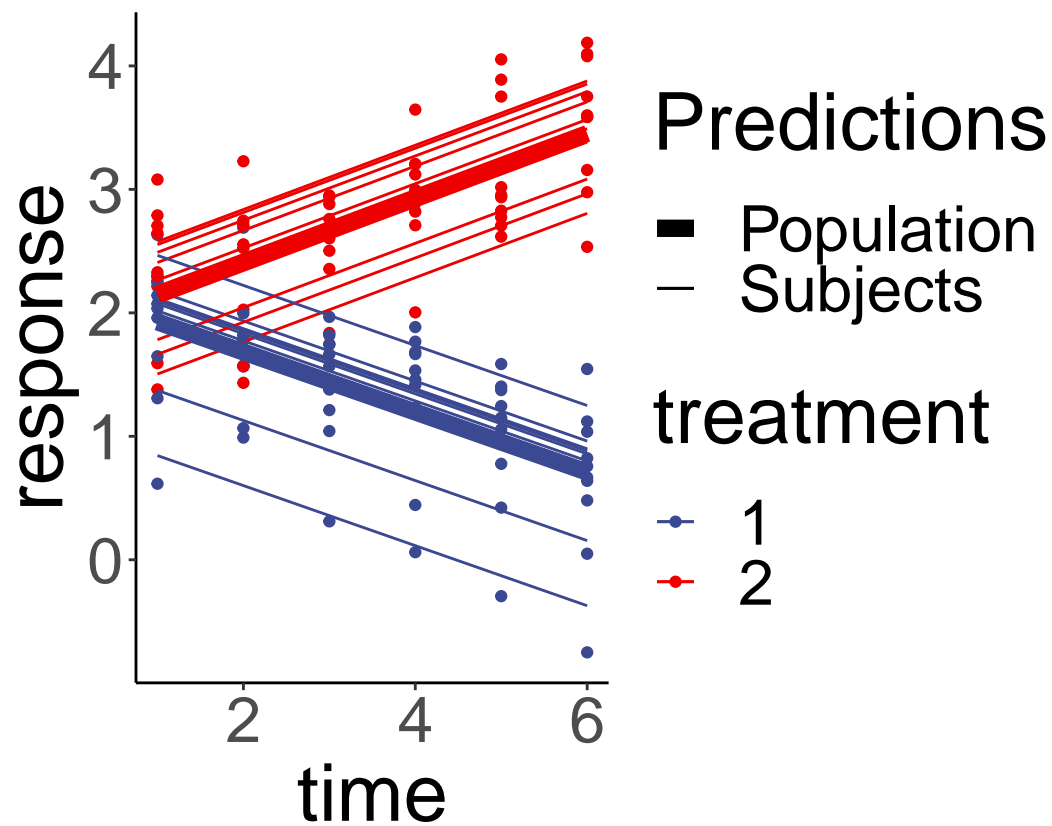 4
3
2
1
0
response
2
4
6
time
Predictions
Population
Subjects
treatment
1
2